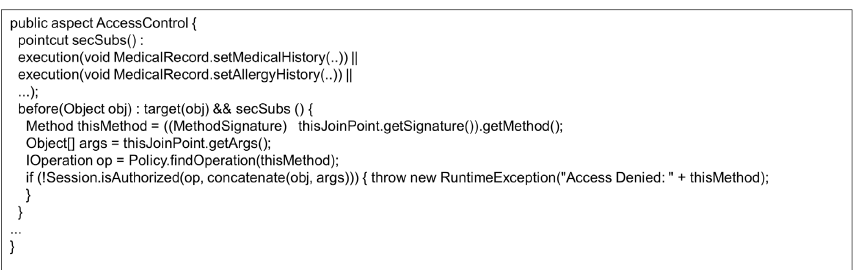 public aspect AccessControl {
pointcut secSubs() :
execution(void MedicalRecord.setMedicalHistory(..)) ||
execution(void MedicalRecord.setAllergyHistory(..)) ||
...);
before(Object obj) : target(obj) && secSubs () {
Method thisMethod = ((MethodSignature) thisJoinPoint.getSignature()).getMethod();
Object[] args = thisJoinPoint.getArgs();
IOperation op = Policy.findOperation(thisMethod);
if (!Session.isAuthorized(op, concatenate(obj, args))) { throw new RuntimeException("Access Denied: " + thisMethod);
}
}
...
}